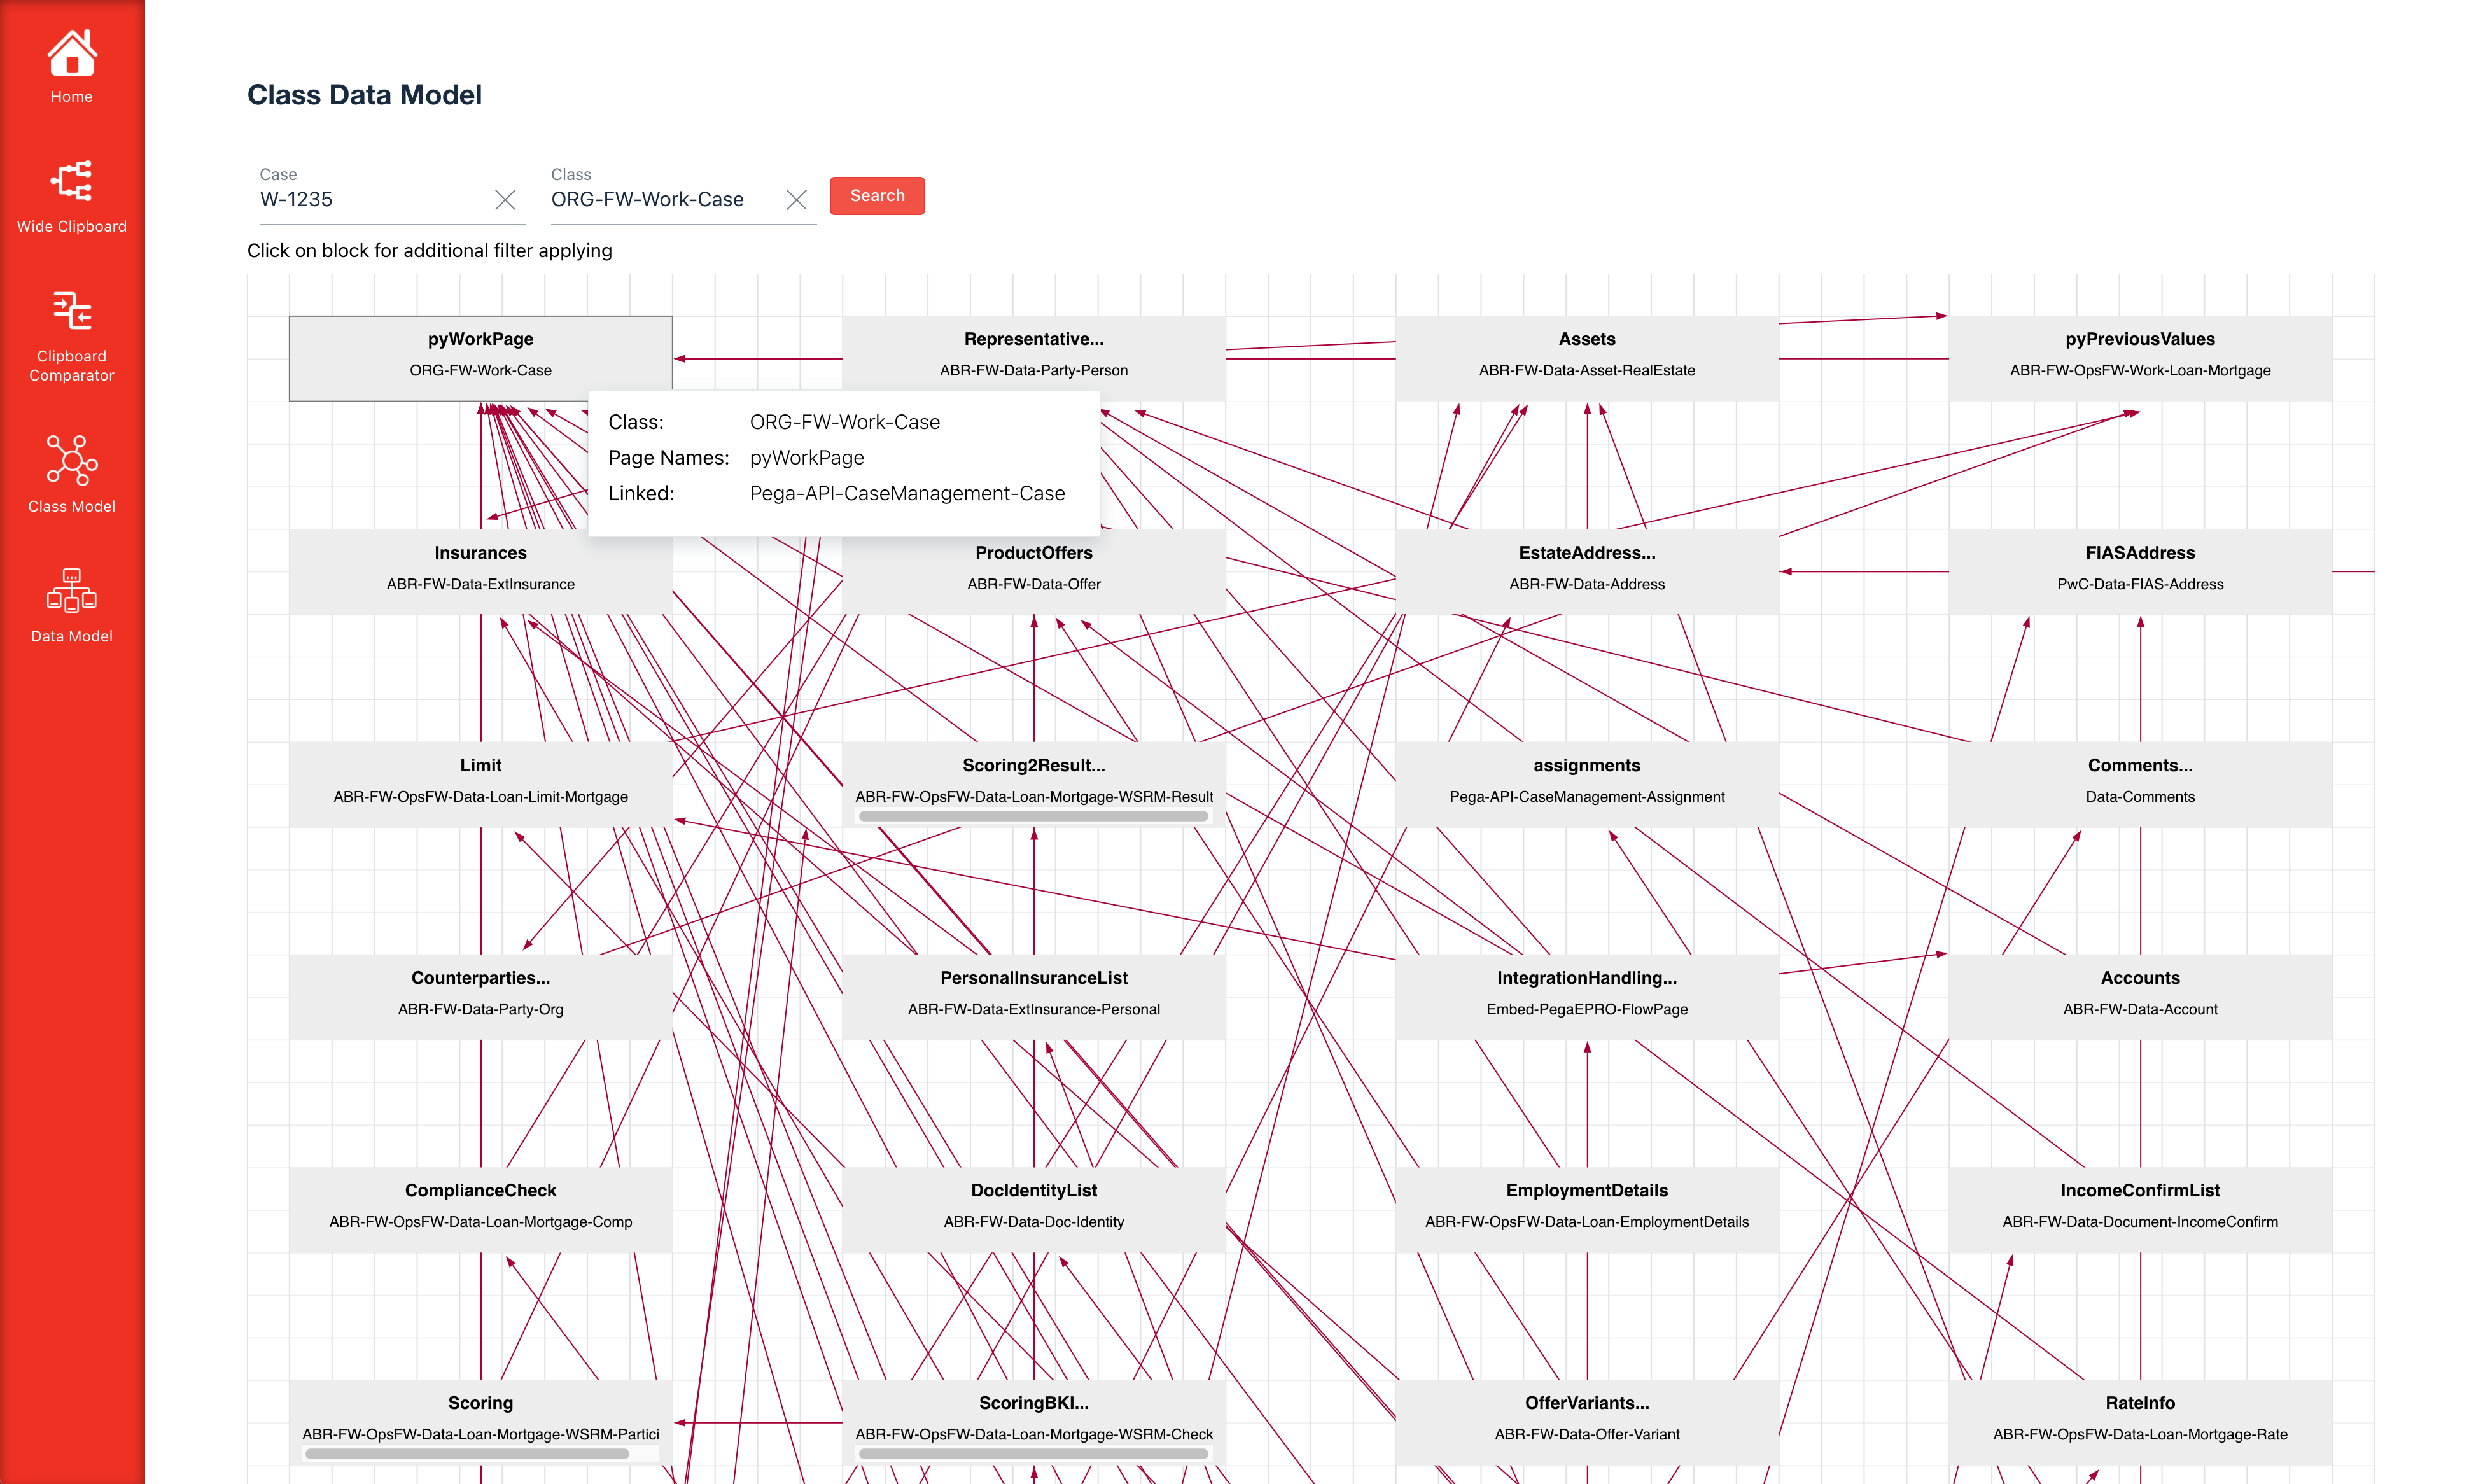 Home
Wide Clipboard
Clipboard
Comparator
Class Model
Data Model
Class Data Model
Case
W-1235
Class
ORG-FW-Work-Case
Search
Click on block for additional filter applying
pyWorkPage
ORG-FW-Work-Case
Representative...
ABR-FW-Data-Party-Person
Assets
ABR-FW-Data-Asset-RealEstate
pyPreviousValues
ABR-FW-OpsFW-Work-Loan-Mortgage
Class: ORG-FW-Work-Case
Page Names: pyWorkPage
Linked: Pega-API-CaseManagement-Case
Insurances
ABR-FW-Data-ExtInsurance
ProductOffers
ABR-FW-Data-Offer
EstateAddress...
ABR-FW-Data-Address
FIASAddress
PwC-Data-FIAS-Address
Limit
ABR-FW-OpsFW-Data-Loan-Limit-Mortgage
Scoring2Result...
ABR-FW-OpsFW-Data-Loan-Mortgage-WSRM-Result
assignments
Pega-API-CaseManagement-Assignment
Comments...
Data-Comments
Counterparties...
ABR-FW-Data-Party-Org
PersonalInsuranceList
ABR-FW-Data-ExtInsurance-Personal
IntegrationHandling...
Embed-PegaEPRO-FlowPage
Accounts
ABR-FW-Data-Account
ComplianceCheck
ABR-FW-OpsFW-Data-Loan-Mortgage-Comp
DocIdentityList
ABR-FW-Data-Doc-Identity
EmploymentDetails
ABR-FW-OpsFW-Data-Loan-EmploymentDetails
IncomeConfirmList
ABR-FW-Data-Document-IncomeConfirm
Scoring
ABR-FW-OpsFW-Data-Loan-Mortgage-WSRM-Partici
ScoringBKI...
ABR-FW-OpsFW-Data-Loan-Mortgage-WSRM-Check
OfferVariants...
ABR-FW-Data-Offer-Variant
RateInfo
ABR-FW-OpsFW-Data-Loan-Mortgage-Rate